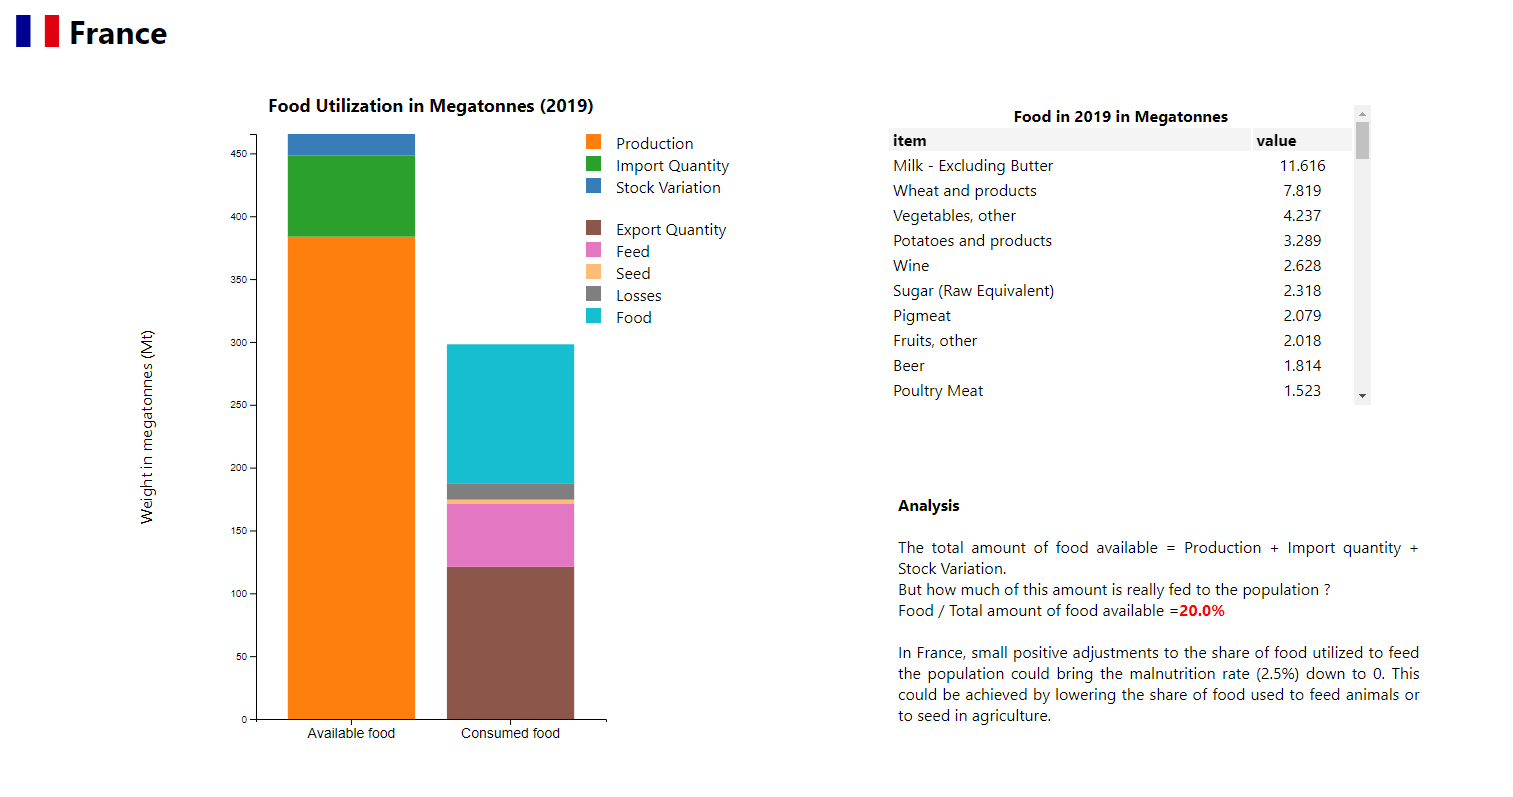 France
Food Utilization in Megatonnes (2019)
Production
Import Quantity
Stock Variation
Export Quantity
Feed
Seed
Losses
Food
Weight in megatonnes (Mt)
450
400
350
300
250
200
150
100
50
0
Available food
Consumed food
Food in 2019 in Megatonnes
item value
Milk - Excluding Butter 11.616
Wheat and products 7.819
Vegetables, other 4.237
Potatoes and products 3.289
Wine 2.628
Sugar (Raw Equivalent) 2.318
Pigmeat 2.079
Fruits, other 2.018
Beer 1.814
Poultry Meat 1.523
Analysis
The total amount of food available = Production + Import quantity +
Stock Variation.
But how much of this amount is really fed to the population ?
Food / Total amount of food available =20.0%
In France, small positive adjustments to the share of food utilized to feed
the population could bring the malnutrition rate (2.5%) down to 0. This
could be achieved by lowering the share of food used to feed animals or
to seed in agriculture.